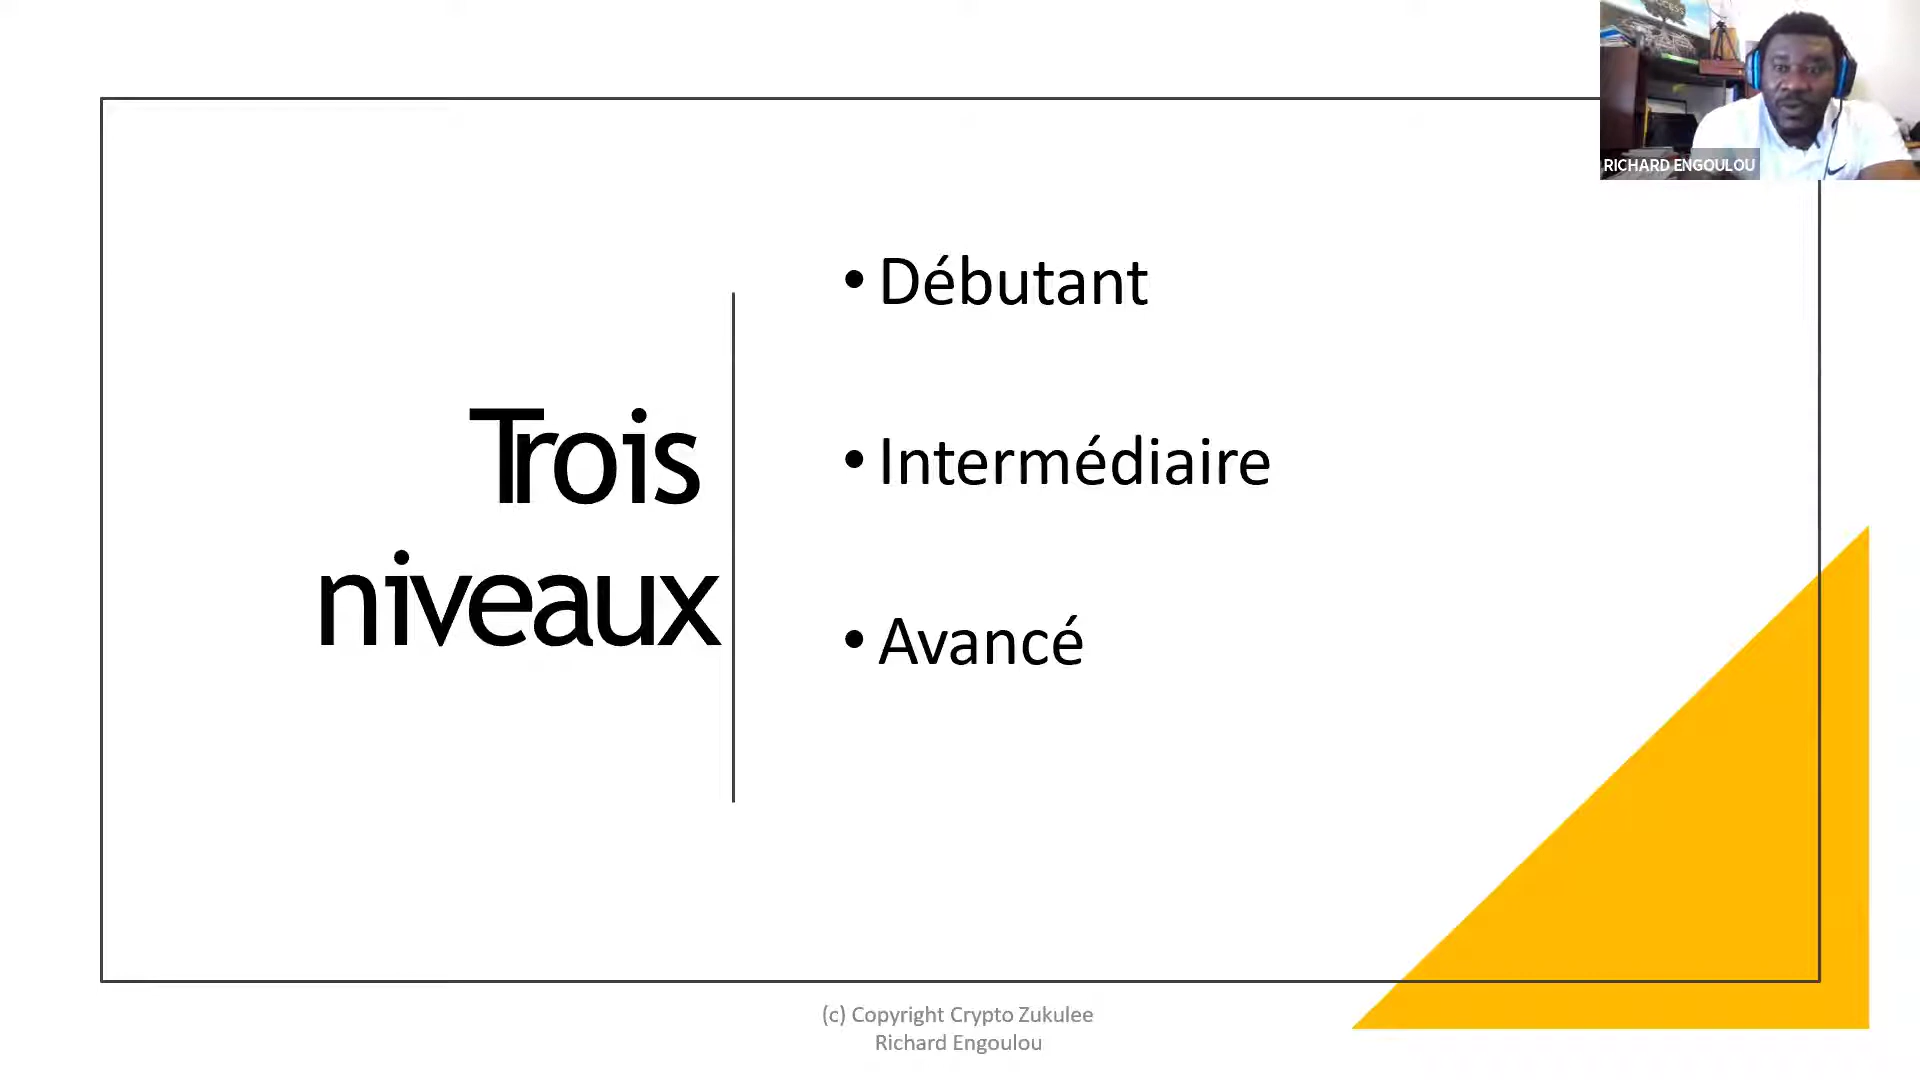 RICHARD ENGOULOU
Trois
niveaux
• Débutant
• Intermédiaire
• Avancé
(c) Copyright Crypto Zukulee
Richard Engoulou